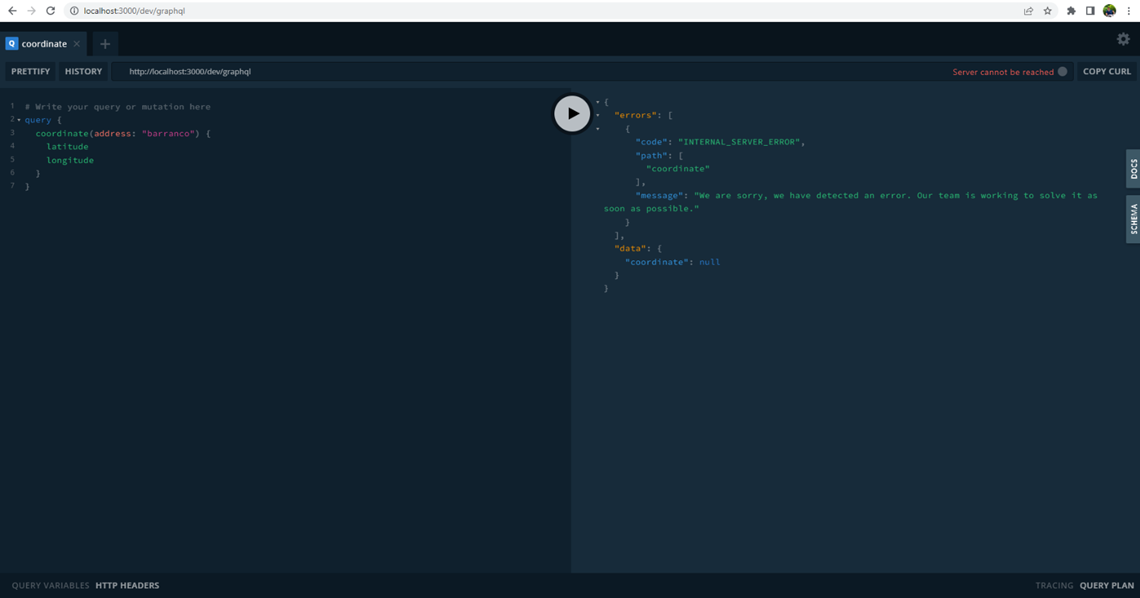 localhost:3000/dev/graphql
Q coordinate × +
PRETTIFY HISTORY http://localhost:3000/dev/graphql Server cannot be reached COPY CURL
1 # Write your query or mutation here
2 query {
3 coordinate(address: "barranco") {
4 latitude
5 longitude
6 }
7 }
{
"errors": [
{
"code": "INTERNAL_SERVER_ERROR",
"path": [
"coordinate"
],
"message": "We are sorry, we have detected an error. Our team is working to solve it as
soon as possible."
}
],
"data": {
"coordinate": null
}
}
DOCS
SCHEMA
QUERY VARIABLES HTTP HEADERS TRACING QUERY PLAN